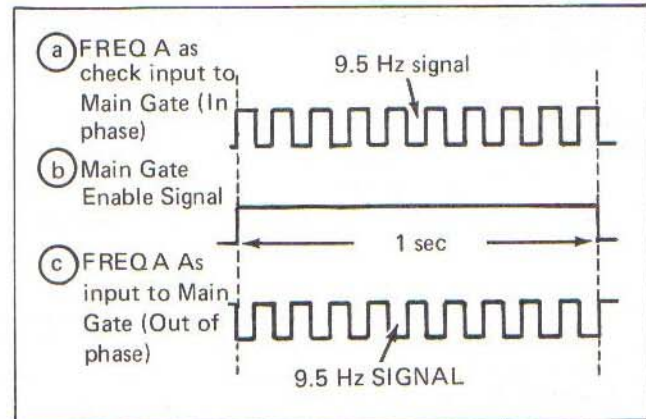 a FREQ A as
check input to
Main Gate (In
phase)
9.5 Hz signal
b Main Gate
Enable Signal
1 sec
c FREQ A As
input to Main
Gate (Out of
phase)
9.5 Hz SIGNAL